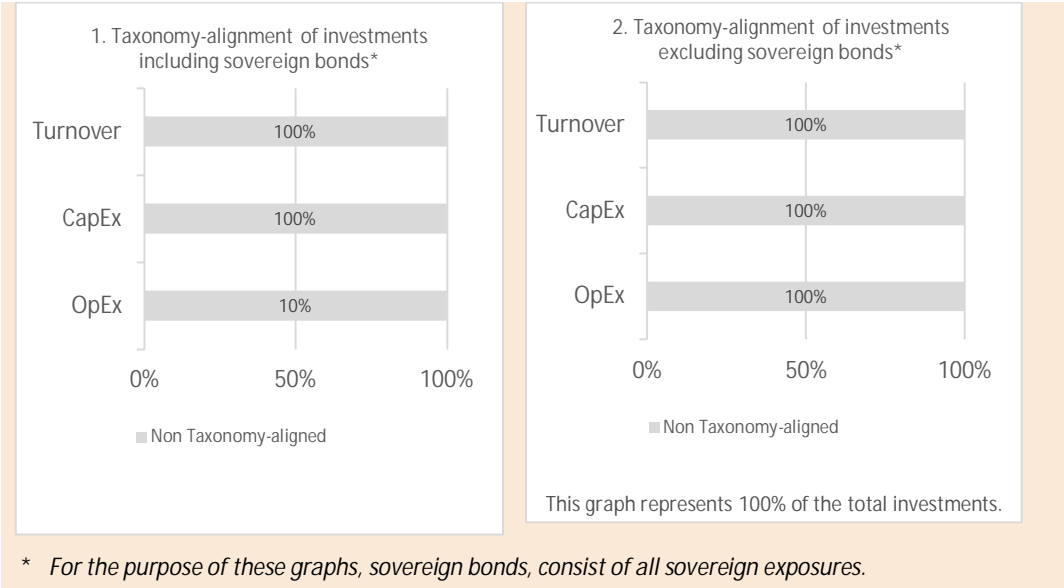 1. Taxonomy-alignment of investments
including sovereign bonds*
Turnover
100%
CapEx
100%
OpEx
10%
0%
50%
100%
Non Taxonomy-aligned
2. Taxonomy-alignment of investments
excluding sovereign bonds*
Turnover
100%
CapEx
100%
OpEx
100%
0%
50%
100%
Non Taxonomy-aligned
This graph represents 100% of the total investments.
* For the purpose of these graphs, sovereign bonds, consist of all sovereign exposures.